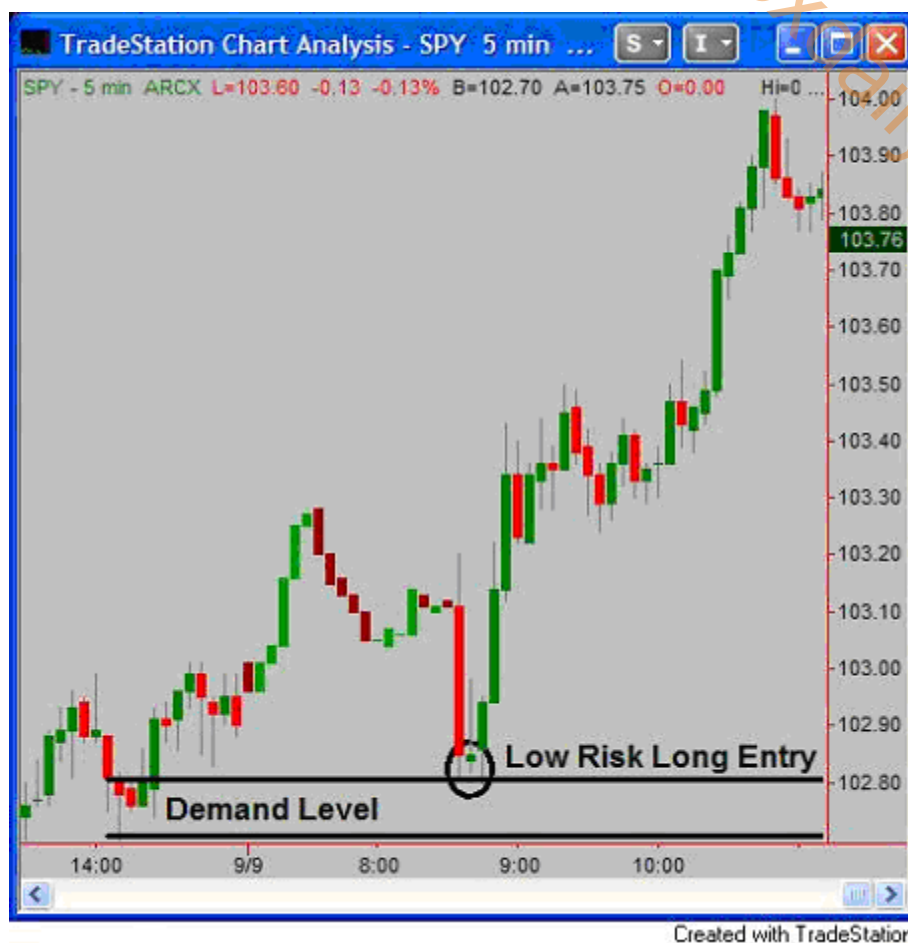 TradeStation Chart Analysis - SPY 5 min ... S I
SPY - 5 min ARCX L=103.60 -0.13 -0.13% B=102.70 A=103.75 O=0.00 Hi=0 ...
104.00
103.90
103.80
103.76
103.70
103.60
103.50
103.40
103.30
103.20
103.10
103.00
102.90
Low Risk Long Entry
102.80
Demand Level
14:00 9/9 8:00 9:00 10:00
Created with TradeStation